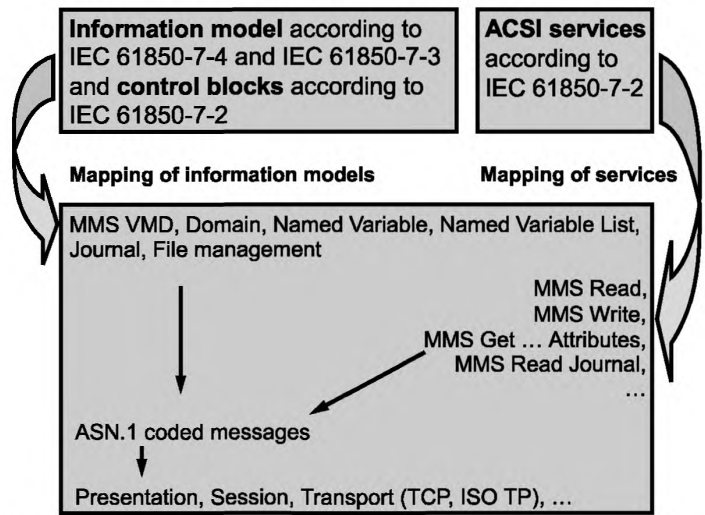 Information model according to
IEC 61850-7-4 and IEC 61850-7-3
and control blocks according to
IEC 61850-7-2
ACSI services
according to
IEC 61850-7-2
Mapping of information models
Mapping of services
MMS VMD, Domain, Named Variable, Named Variable List,
Journal, File management
MMS Read,
MMS Write,
MMS Get ... Attributes,
MMS Read Journal,
...
ASN.1 coded messages
Presentation, Session, Transport (TCP, ISO TP), ...